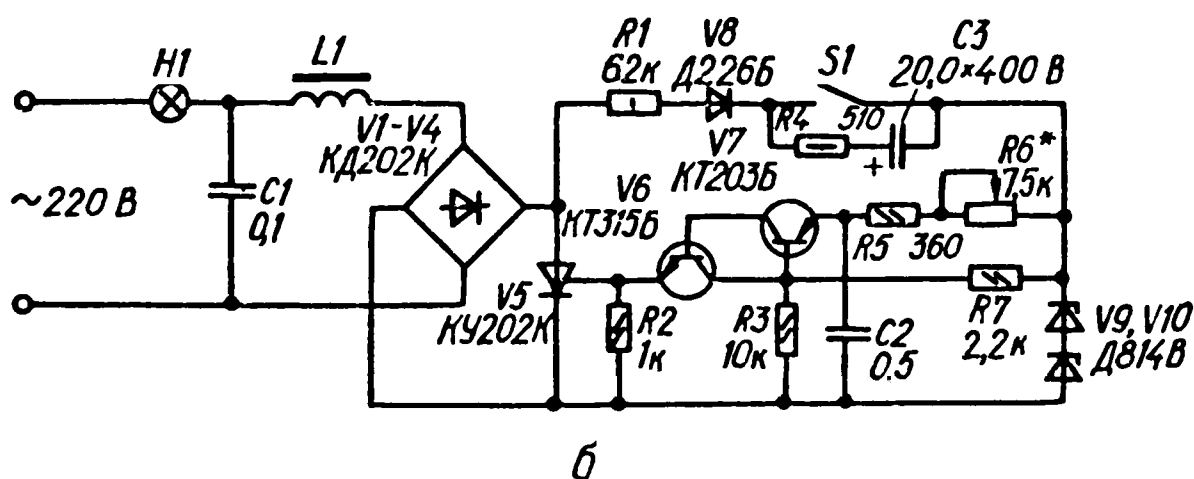 H1
L1
R1
62к
V8
Д226Б
S1
C3
20,0×400 В
~220 В
C1
0,1
V1-V4
КД202К
R4
510
+
V7
КТ203Б
R6*
7,5к
V6
КТ315Б
R5 360
V5
КУ202К
R2
1к
R3
10к
C2
0.5
R7
2,2к
V9, V10
Д814В
б